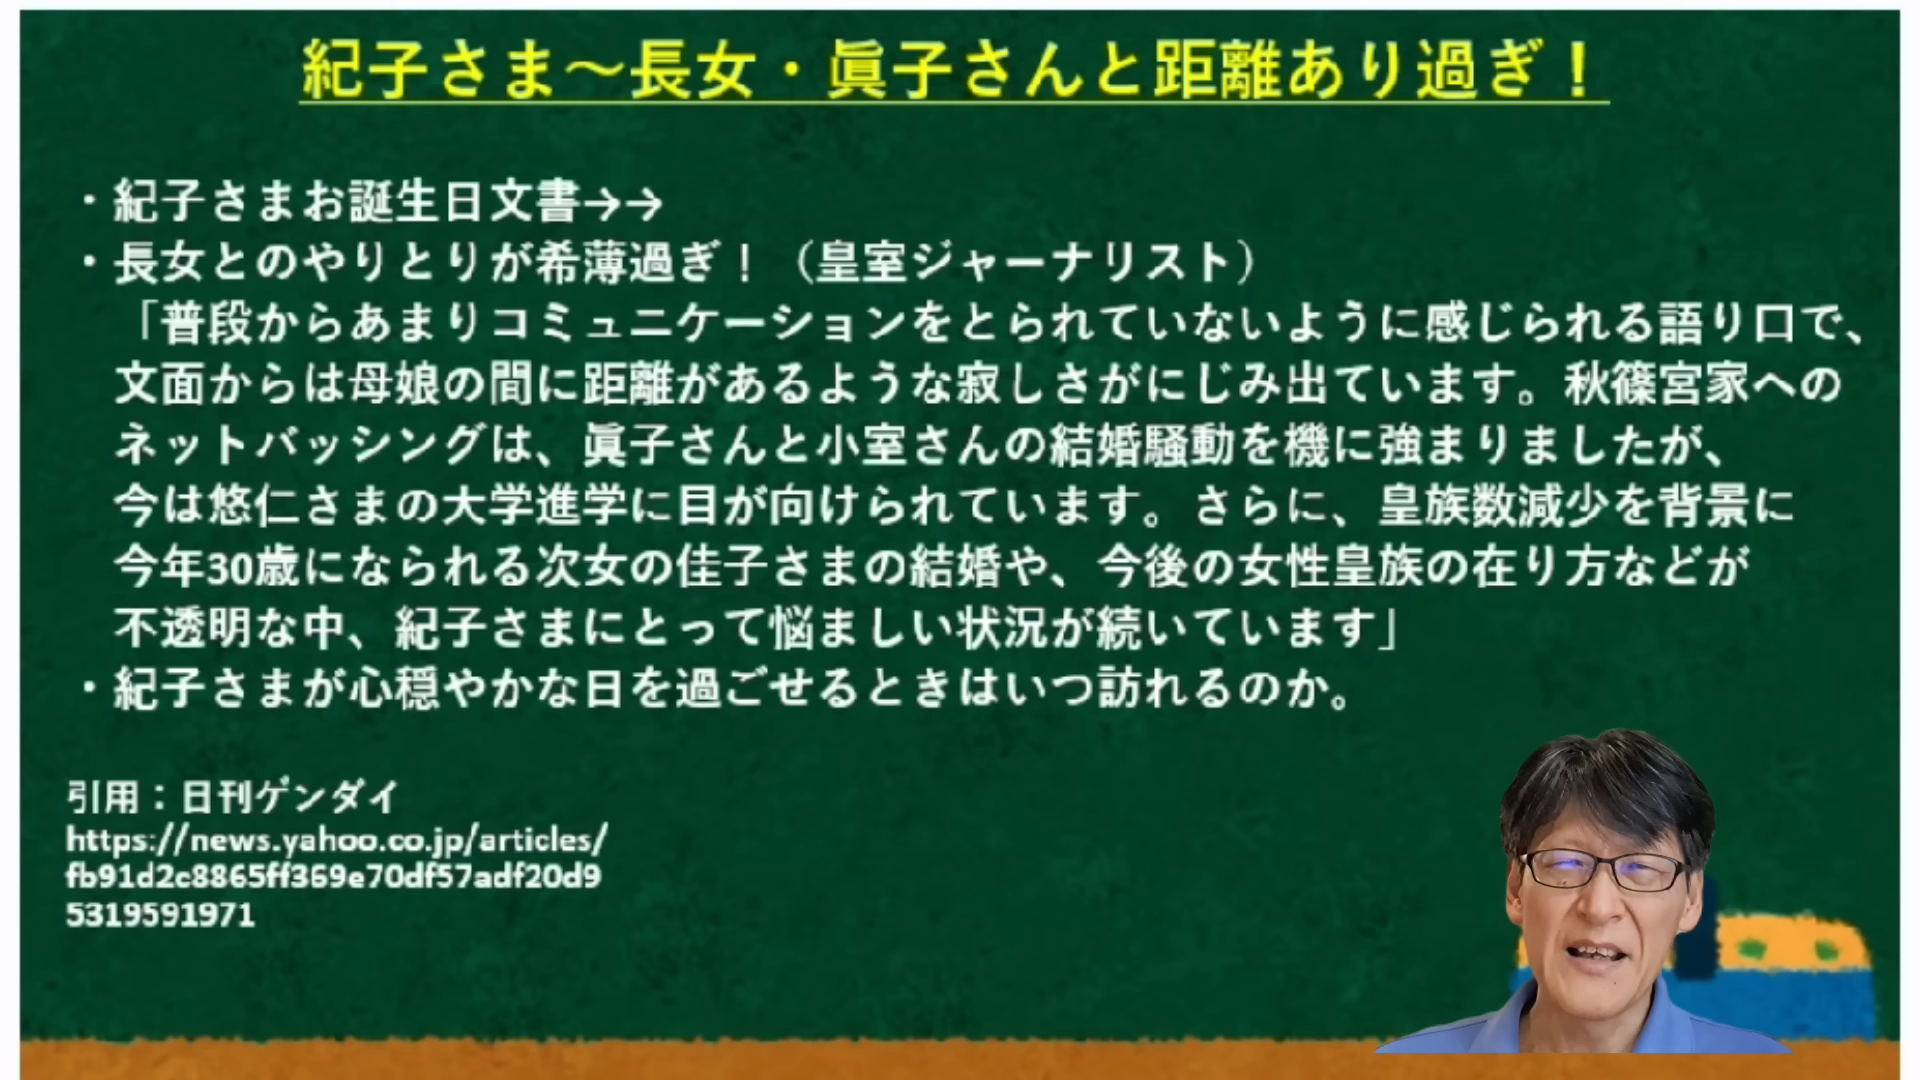 紀子さま～長女・眞子さんと距離あり過ぎ！
・紀子さまお誕生日文書→→
・長女とのやりとりが希薄過ぎ！（皇室ジャーナリスト）
「普段からあまりコミュニケーションをとられていないように感じられる語り口で、
文面からは母娘の間に距離があるような寂しさがにじみ出ています。秋篠宮家への
ネットバッシングは、眞子さんと小室さんの結婚騒動を機に強まりましたが、
今は悠仁さまの大学進学に目が向けられています。さらに、皇族数減少を背景に
今年30歳になられる次女の佳子さまの結婚や、今後の女性皇族の在り方などが
不透明な中、紀子さまにとって悩ましい状況が続いています」
・紀子さまが心穏やかな日を過ごせるときはいつ訪れるのか。
引用：日刊ゲンダイ
https://news.yahoo.co.jp/articles/
fb91d2c8865ff369e70df57adf20d9
5319591971